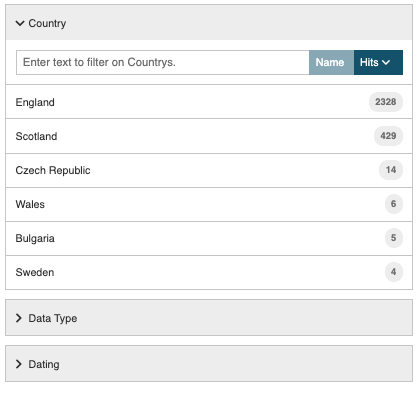 Country
Enter text to filter on Countrys. Name Hits
England 2328
Scotland 429
Czech Republic 14
Wales 6
Bulgaria 5
Sweden 4
Data Type
Dating